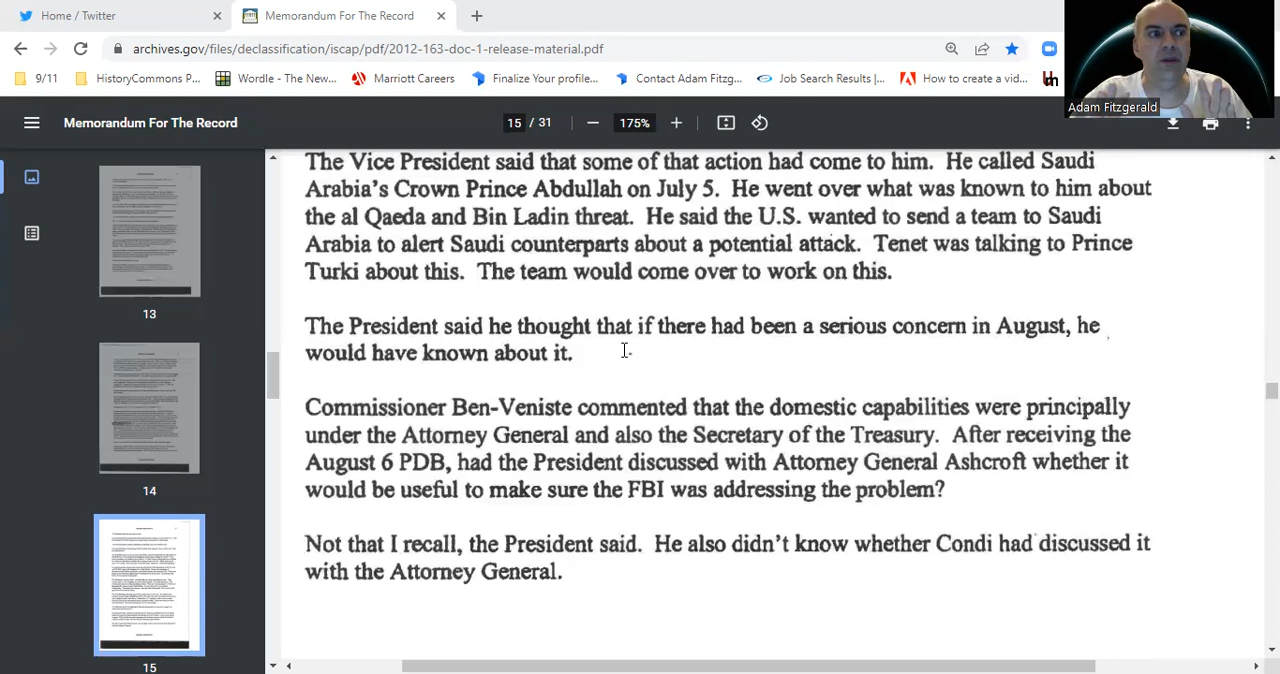 Home / Twitter
Memorandum For The Record
archives.gov/files/declassification/iscap/pdf/2012-163-doc-1-release-material.pdf
9/11
HistoryCommons P...
Wordle - The New...
Marriott Careers
Finalize Your profile...
Contact Adam Fitzg...
Job Search Results |...
How to create a vid...
Adam Fitzgerald
Memorandum For The Record
15 / 31
175%
13
14
15
The Vice President said that some of that action had come to him. He called Saudi
Arabia's Crown Prince Abdullah on July 5. He went over what was known to him about
the al Qaeda and Bin Ladin threat. He said the U.S. wanted to send a team to Saudi
Arabia to alert Saudi counterparts about a potential attack. Tenet was talking to Prince
Turki about this. The team would come over to work on this.
The President said he thought that if there had been a serious concern in August, he
would have known about it.
Commissioner Ben-Veniste commented that the domestic capabilities were principally
under the Attorney General and also the Secretary of the Treasury. After receiving the
August 6 PDB, had the President discussed with Attorney General Ashcroft whether it
would be useful to make sure the FBI was addressing the problem?
Not that I recall, the President said. He also didn't know whether Condi had discussed it
with the Attorney General.